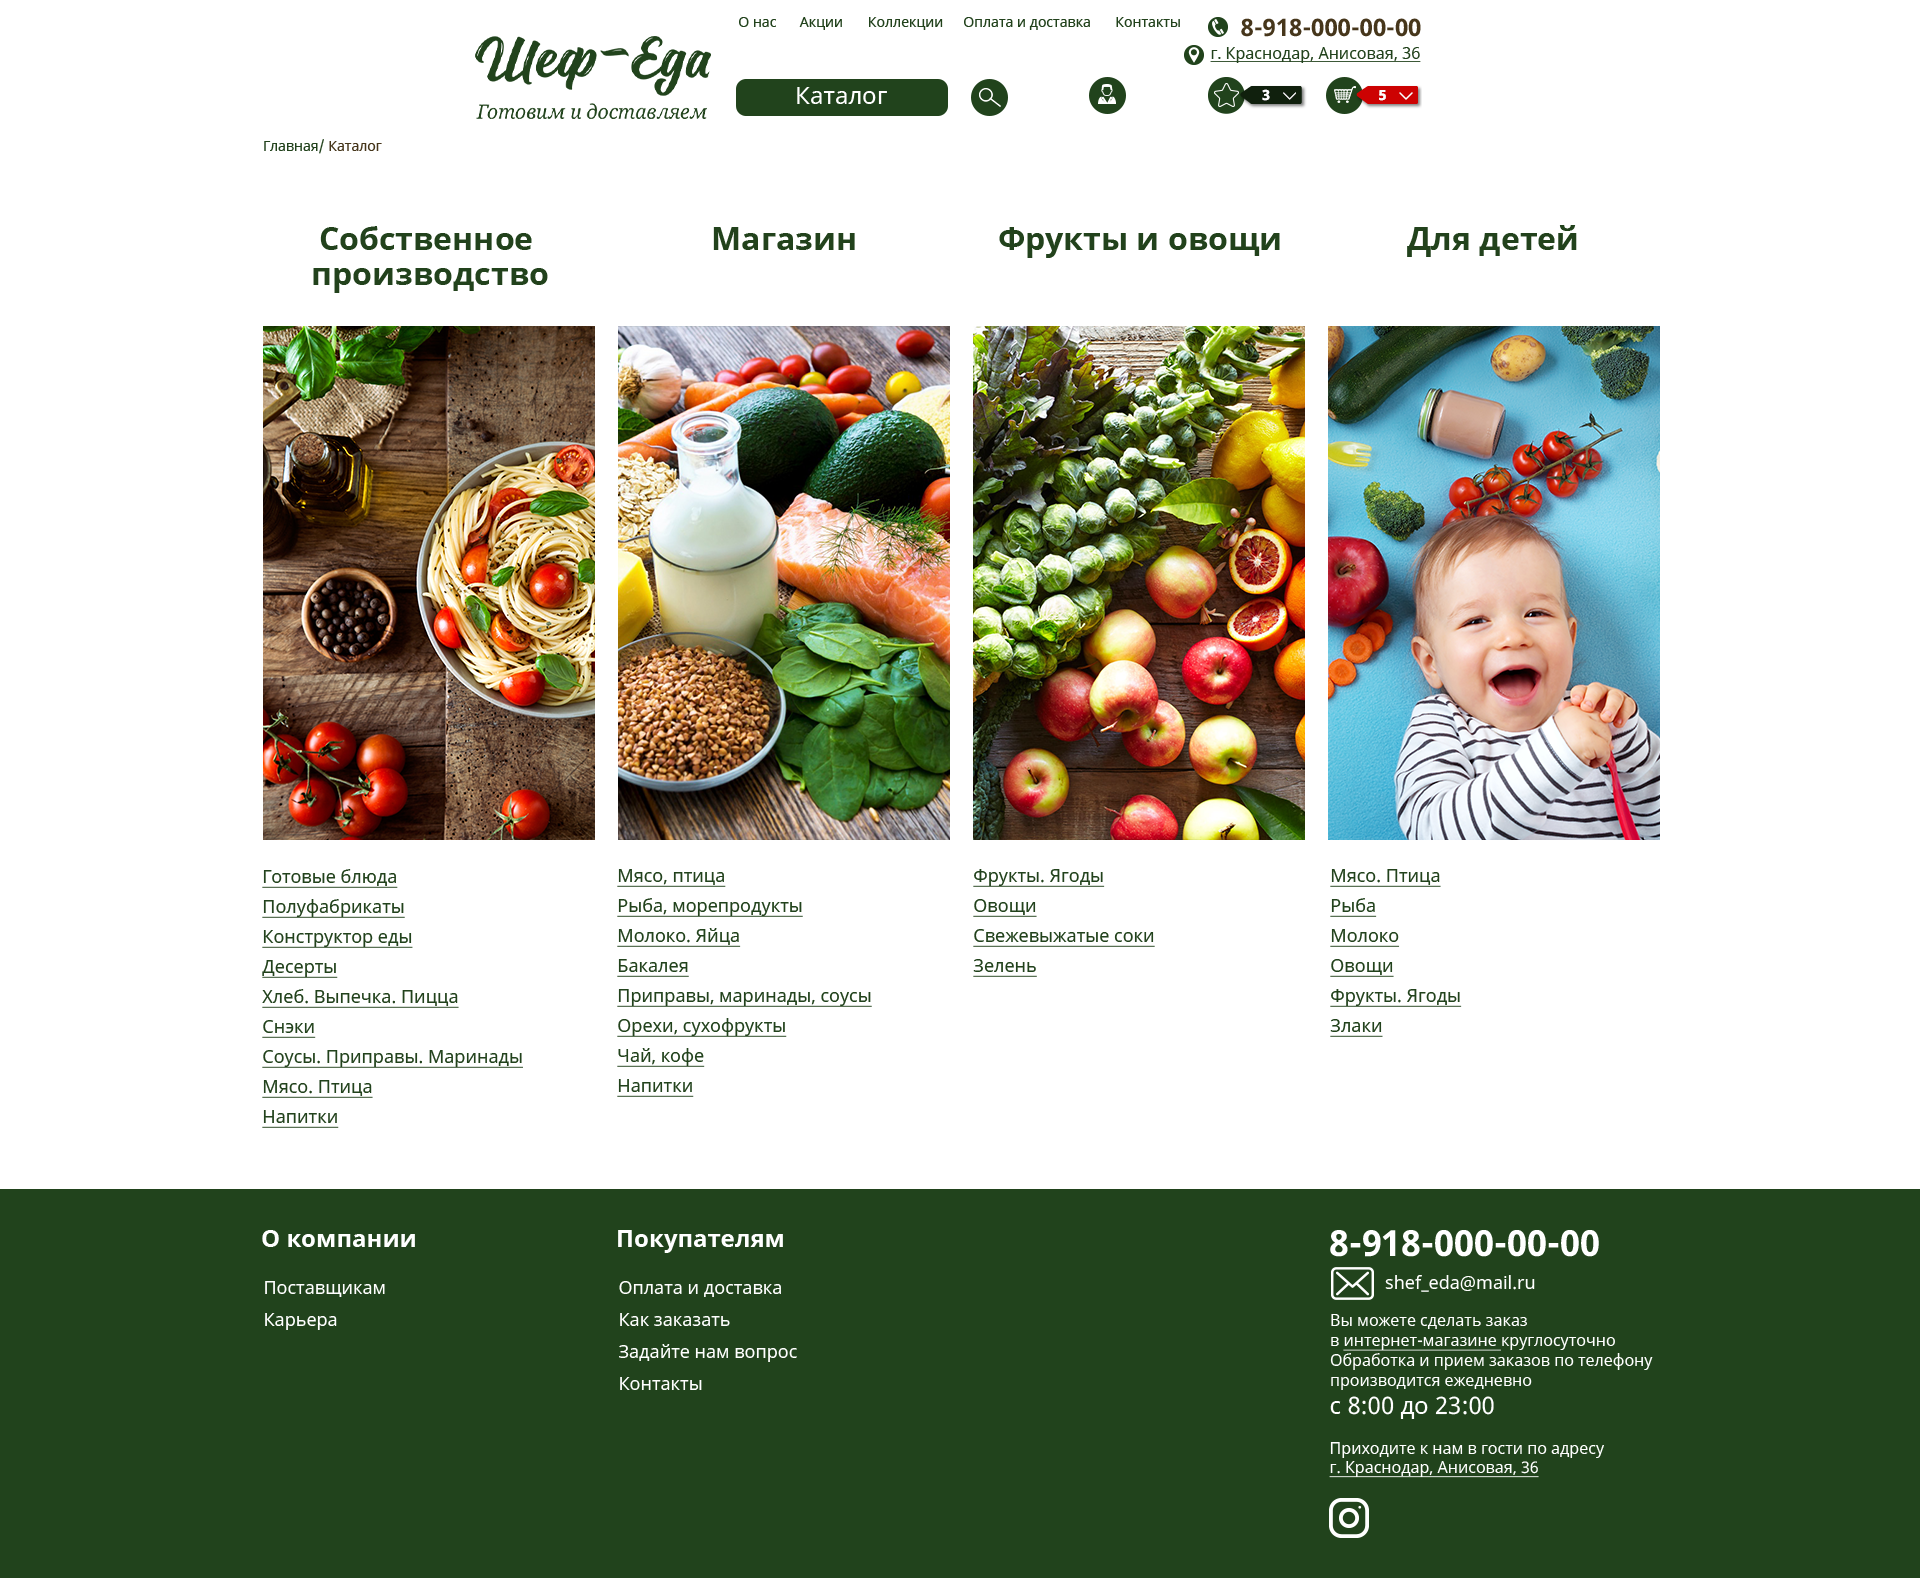 О нас Акции Коллекции Оплата и доставка Контакты 8-918-000-00-00
г. Краснодар, Анисовая, 36
Шеф-Еда
Готовим и доставляем
Каталог
3
5
Главная/ Каталог
Собственное
производство
Магазин
Фрукты и овощи
Для детей
Готовые блюда
Полуфабрикаты
Конструктор еды
Десерты
Хлеб. Выпечка. Пицца
Снэки
Соусы. Приправы. Маринады
Мясо. Птица
Напитки
Мясо, птица
Рыба, морепродукты
Молоко. Яйца
Бакалея
Приправы, маринады, соусы
Орехи, сухофрукты
Чай, кофе
Напитки
Фрукты. Ягоды
Овощи
Свежевыжатые соки
Зелень
Мясо. Птица
Рыба
Молоко
Овощи
Фрукты. Ягоды
Злаки
О компании
Поставщикам
Карьера
Покупателям
Оплата и доставка
Как заказать
Задайте нам вопрос
Контакты
8-918-000-00-00
shef_eda@mail.ru
Вы можете сделать заказ
в интернет-магазине круглосуточно
Обработка и прием заказов по телефону
производится ежедневно
с 8:00 до 23:00
Приходите к нам в гости по адресу
г. Краснодар, Анисовая, 36